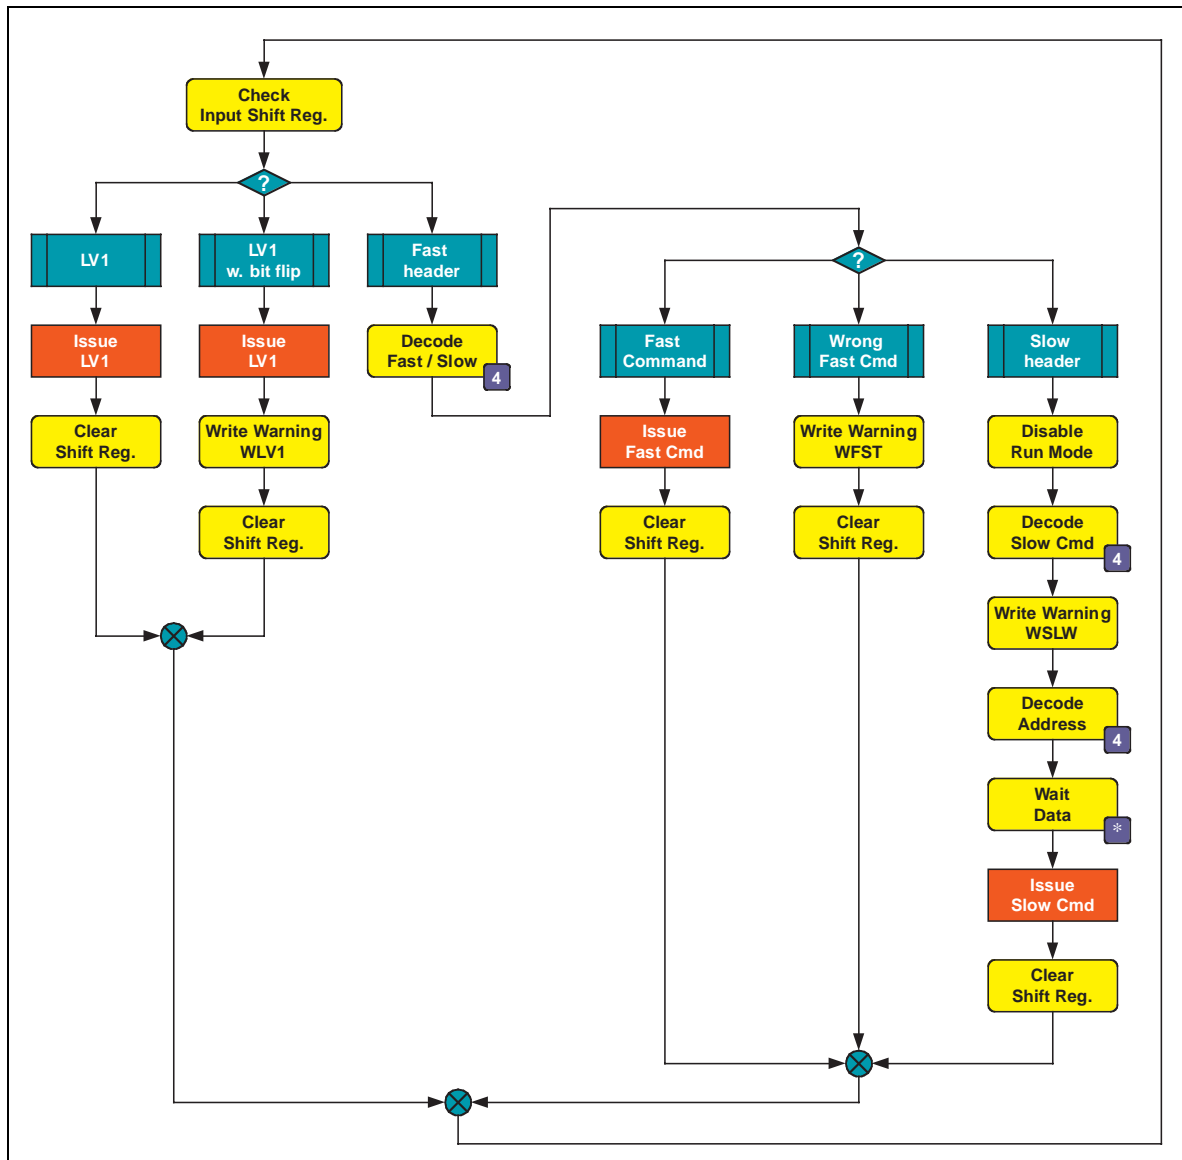 Check
Input Shift Reg.
?
LV1
LV1
w. bit flip
Fast
header
Issue
LV1
Issue
LV1
Decode
Fast / Slow
4
Clear
Shift Reg.
Write Warning
WLV1
Clear
Shift Reg.
?
Fast
Command
Wrong
Fast Cmd
Slow
header
Issue
Fast Cmd
Write Warning
WFST
Disable
Run Mode
Clear
Shift Reg.
Clear
Shift Reg.
Decode
Slow Cmd
4
Write Warning
WSLW
Decode
Address
4
Wait
Data
*
Issue
Slow Cmd
Clear
Shift Reg.